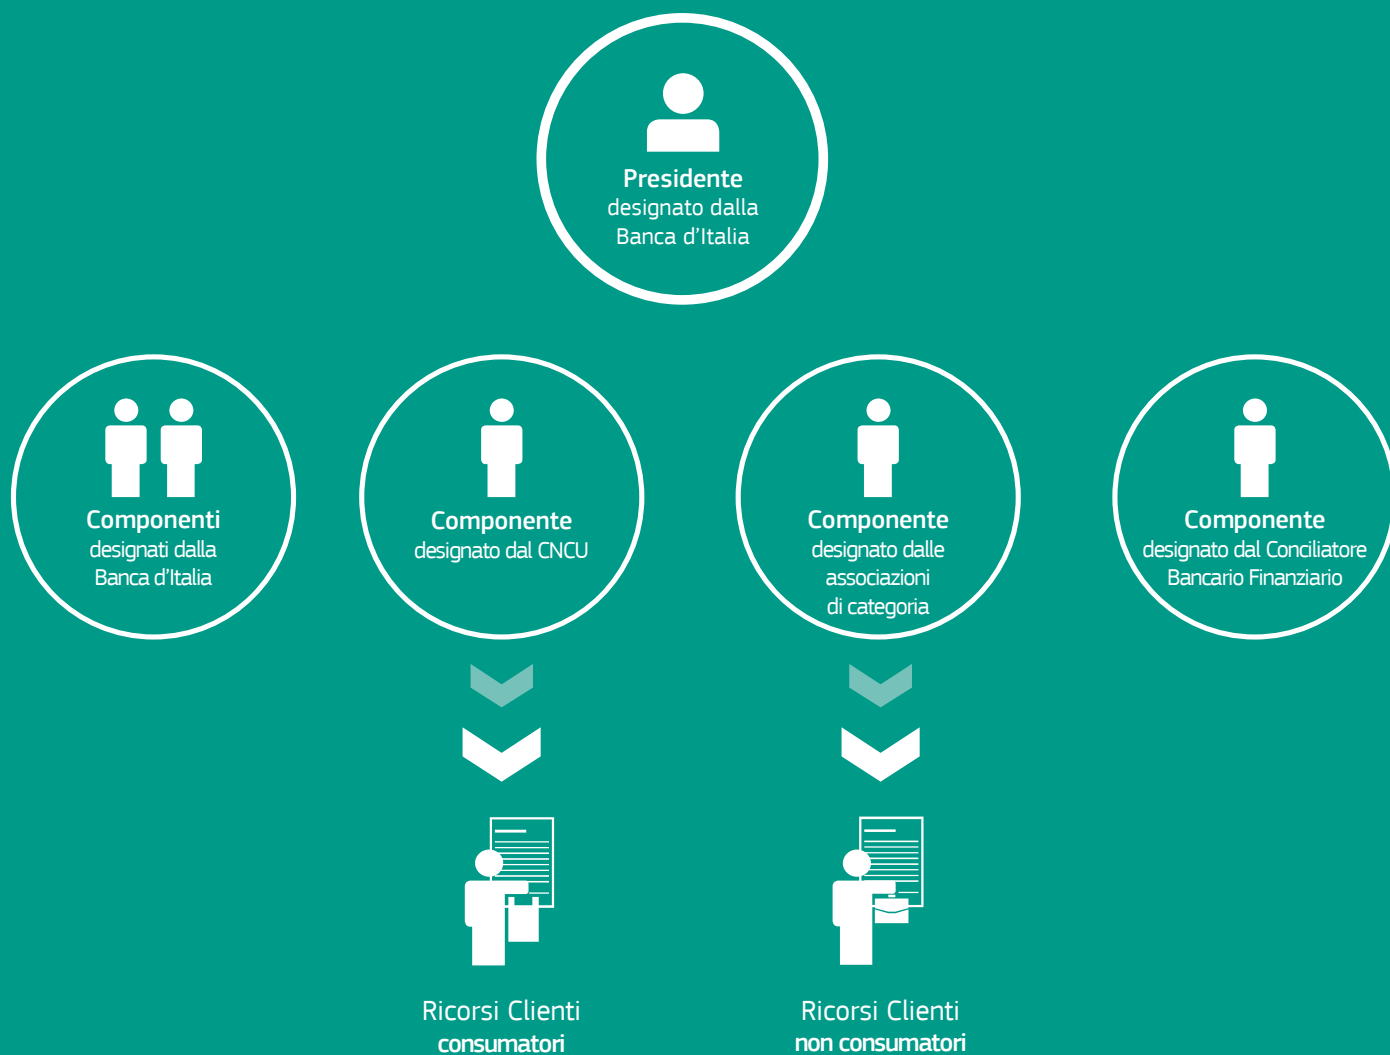 Presidente
designato dalla
Banca d’Italia
Componenti
designati dalla
Banca d’Italia
Componente
designato dal CNCU
Componente
designato dalle
associazioni
di categoria
Componente
designato dal Conciliatore
Bancario Finanziario
Ricorsi Clienti
consumatori
Ricorsi Clienti
non consumatori